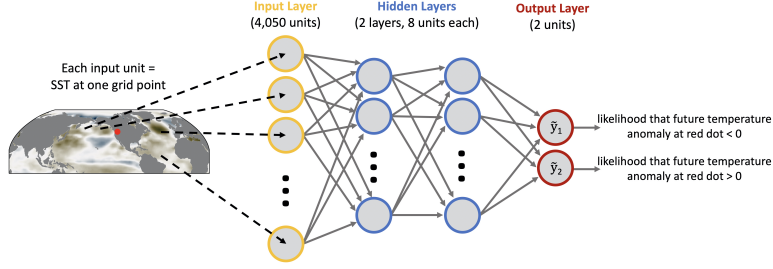 Input Layer
(4,050 units)
Hidden Layers
(2 layers, 8 units each)
Output Layer
(2 units)
Each input unit =
SST at one grid point
ỹ₁
likelihood that future temperature
anomaly at red dot < 0
ỹ₂
likelihood that future temperature
anomaly at red dot > 0